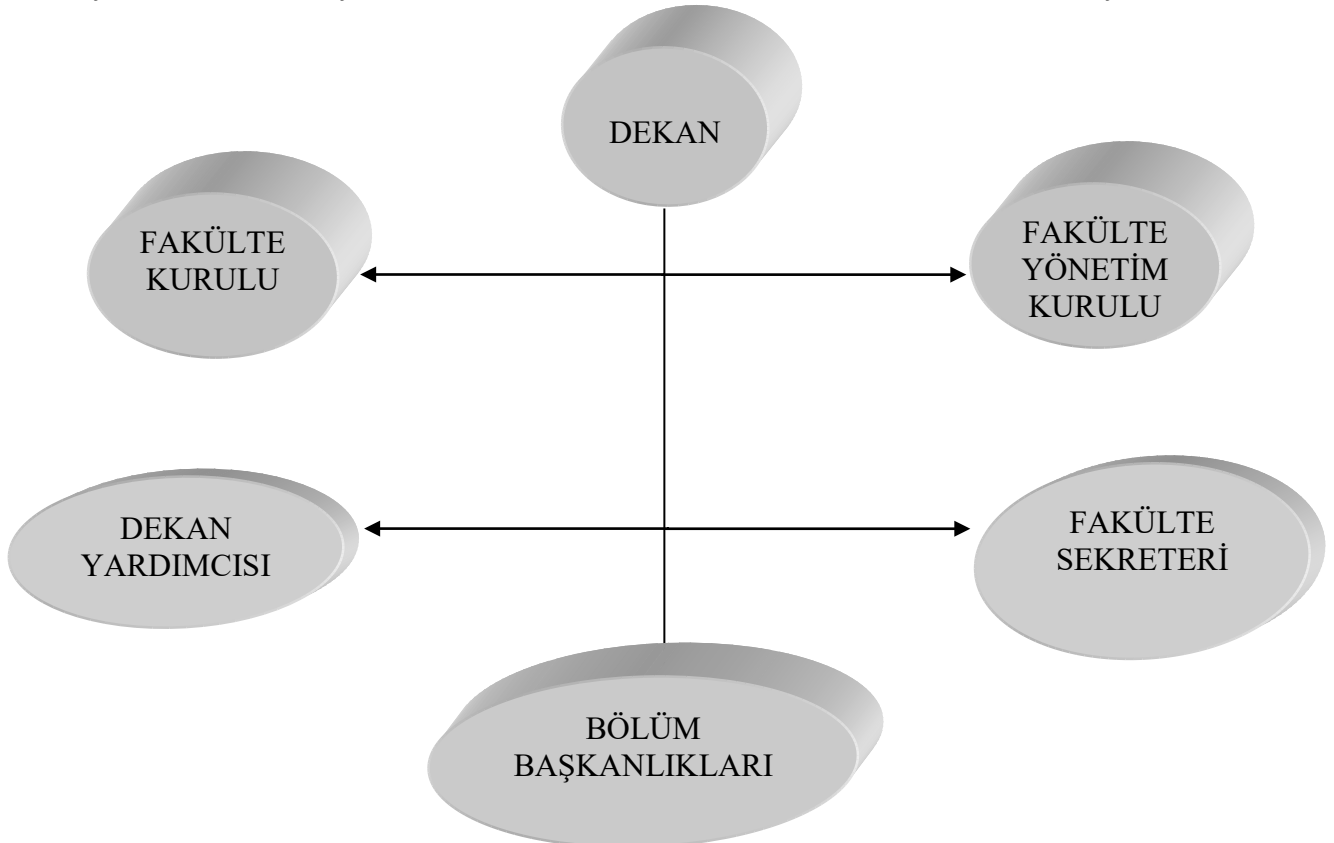 DEKAN
FAKÜLTE
KURULU
FAKÜLTE
YÖNETİM
KURULU
DEKAN
YARDIMCISI
FAKÜLTE
SEKRETERİ
BÖLÜM
BAŞKANLIKLARI